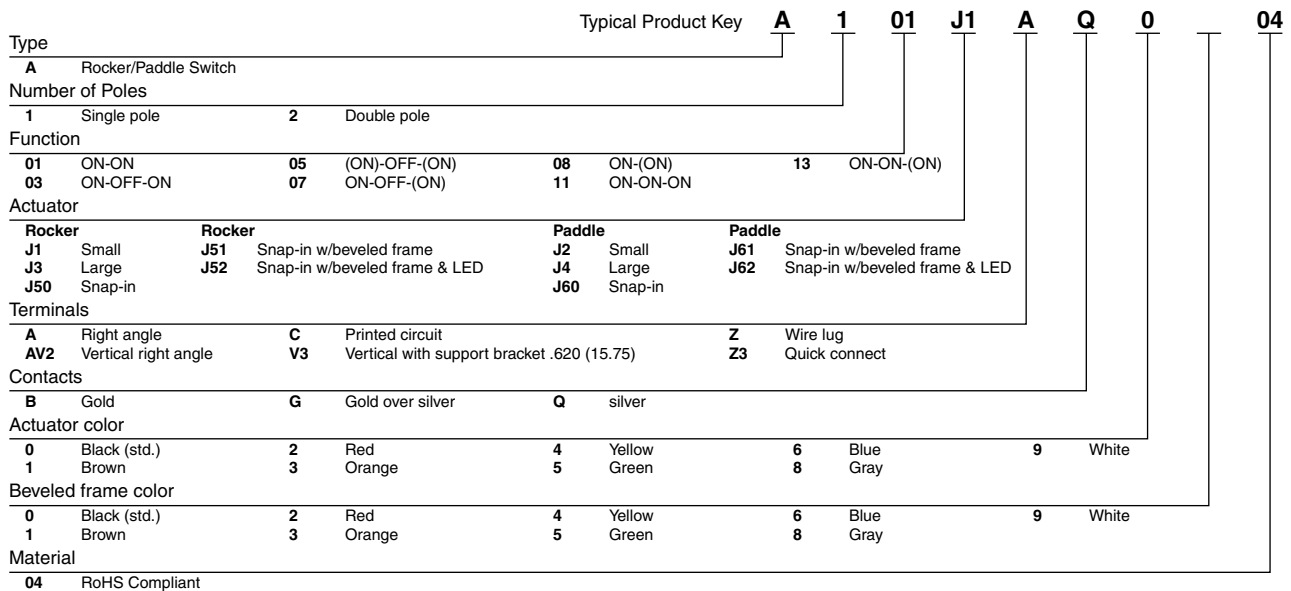 Typical Product Key A 1 01 J1 A Q 0 04
Type
A Rocker/Paddle Switch
Number of Poles
1 Single pole 2 Double pole
Function
01 ON-ON 05 (ON)-OFF-(ON) 08 ON-(ON) 13 ON-ON-(ON)
03 ON-OFF-ON 07 ON-OFF-(ON) 11 ON-ON-ON
Actuator
Rocker Rocker Paddle Paddle
J1 Small J51 Snap-in w/beveled frame J2 Small J61 Snap-in w/beveled frame
J3 Large J52 Snap-in w/beveled frame & LED J4 Large J62 Snap-in w/beveled frame & LED
J50 Snap-in J60 Snap-in
Terminals
A Right angle C Printed circuit Z Wire lug
AV2 Vertical right angle V3 Vertical with support bracket .620 (15.75) Z3 Quick connect
Contacts
B Gold G Gold over silver Q silver
Actuator color
0 Black (std.) 2 Red 4 Yellow 6 Blue 9 White
1 Brown 3 Orange 5 Green 8 Gray
Beveled frame color
0 Black (std.) 2 Red 4 Yellow 6 Blue 9 White
1 Brown 3 Orange 5 Green 8 Gray
Material
04 RoHS Compliant